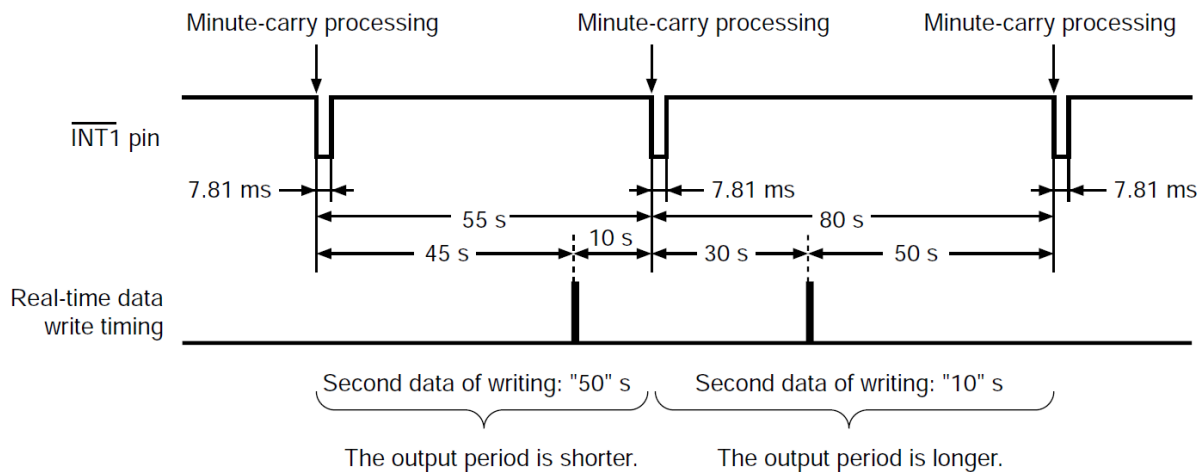 Minute-carry processing Minute-carry processing Minute-carry processing
INT1 pin
7.81 ms 7.81 ms 7.81 ms
55 s 80 s
45 s 10 s 30 s 50 s
Real-time data
write timing
Second data of writing: "50" s Second data of writing: "10" s
The output period is shorter. The output period is longer.